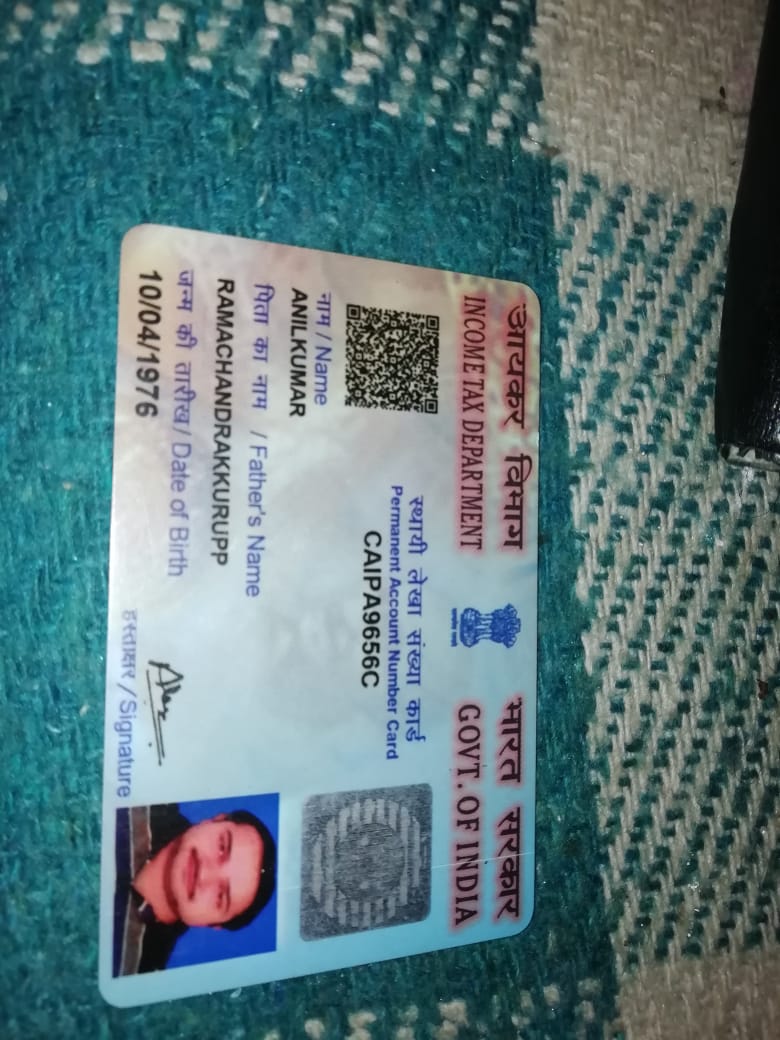 आयकर विभाग
INCOME TAX DEPARTMENT
भारत सरकार
GOVT. OF INDIA
स्थायी लेखा संख्या कार्ड
Permanent Account Number Card
CAIPA9656C
नाम / Name
ANILKUMAR
पिता का नाम / Father's Name
RAMACHANDRAKKURUPP
जन्म की तारीख / Date of Birth
10/04/1976
हस्ताक्षर / Signature